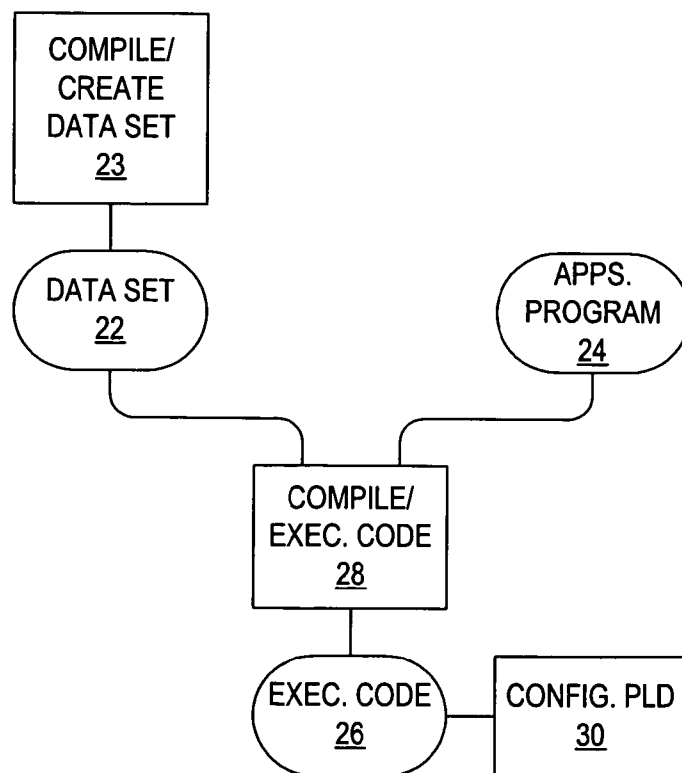 COMPILE/
CREATE
DATA SET
23
DATA SET
22
APPS.
PROGRAM
24
COMPILE/
EXEC. CODE
28
EXEC. CODE
26
CONFIG. PLD
30